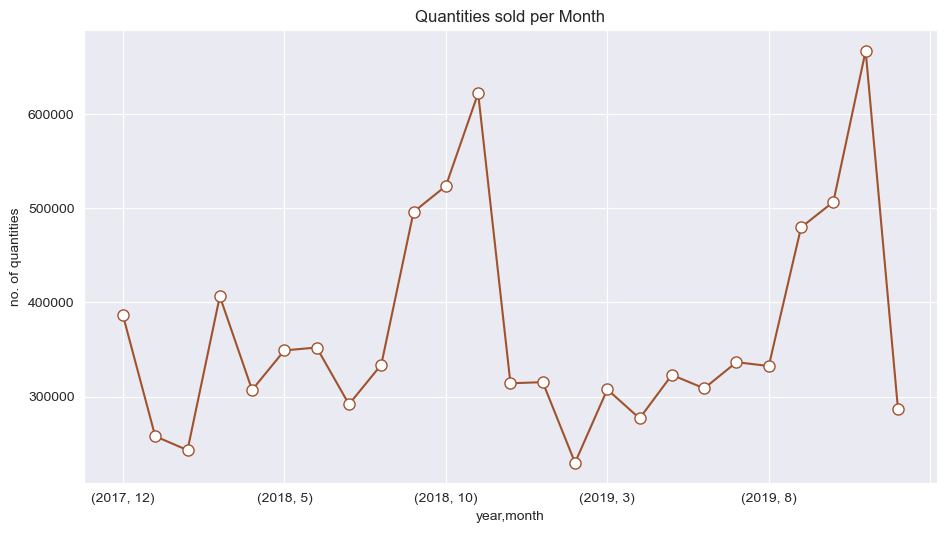 Quantities sold per Month
no. of quantities
600000
500000
400000
300000
(2017, 12) (2018, 5) (2018, 10) (2019, 3) (2019, 8)
year,month